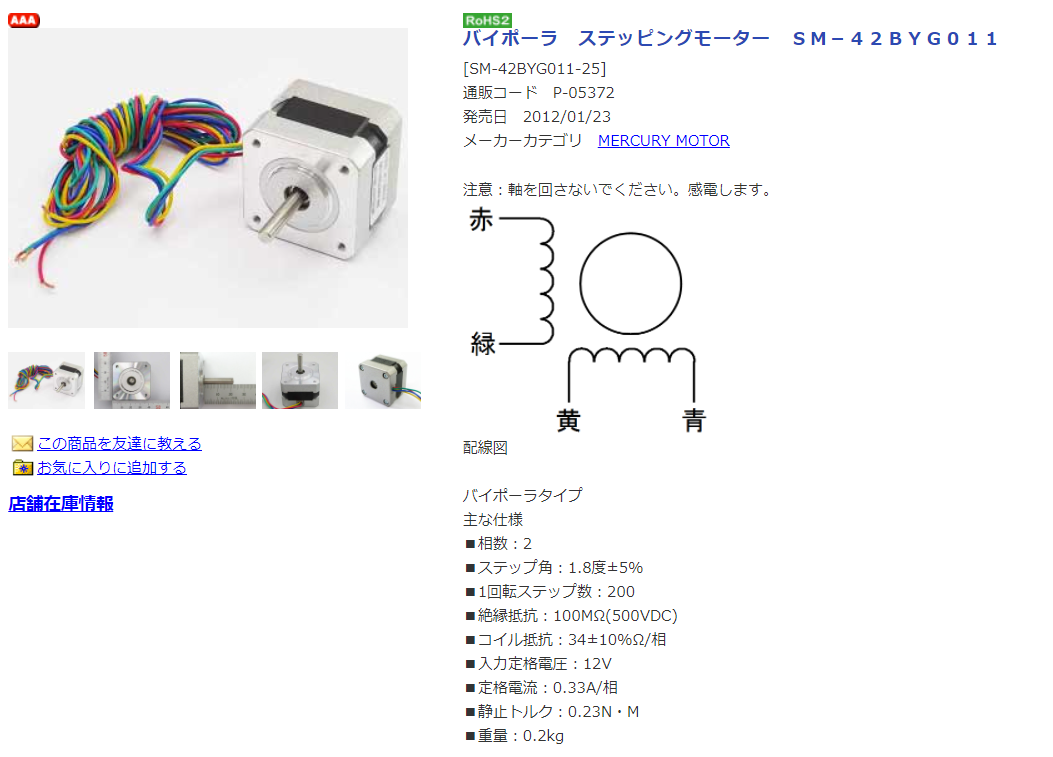 AAA
この商品を友達に教える
お気に入りに追加する
店舗在庫情報
RoHS2
バイポーラ　ステッピングモーター　ＳＭ－４２ＢＹＧ０１１
[SM-42BYG011-25]
通販コード　P-05372
発売日　2012/01/23
メーカーカテゴリ　MERCURY MOTOR
注意：軸を回さないでください。感電します。
赤
緑
黄　青
配線図
バイポーラタイプ
主な仕様
■相数：2
■ステップ角：1.8度±5%
■1回転ステップ数：200
■絶縁抵抗：100MΩ(500VDC)
■コイル抵抗：34±10%Ω/相
■入力定格電圧：12V
■定格電流：0.33A/相
■静止トルク：0.23N・M
■重量：0.2kg